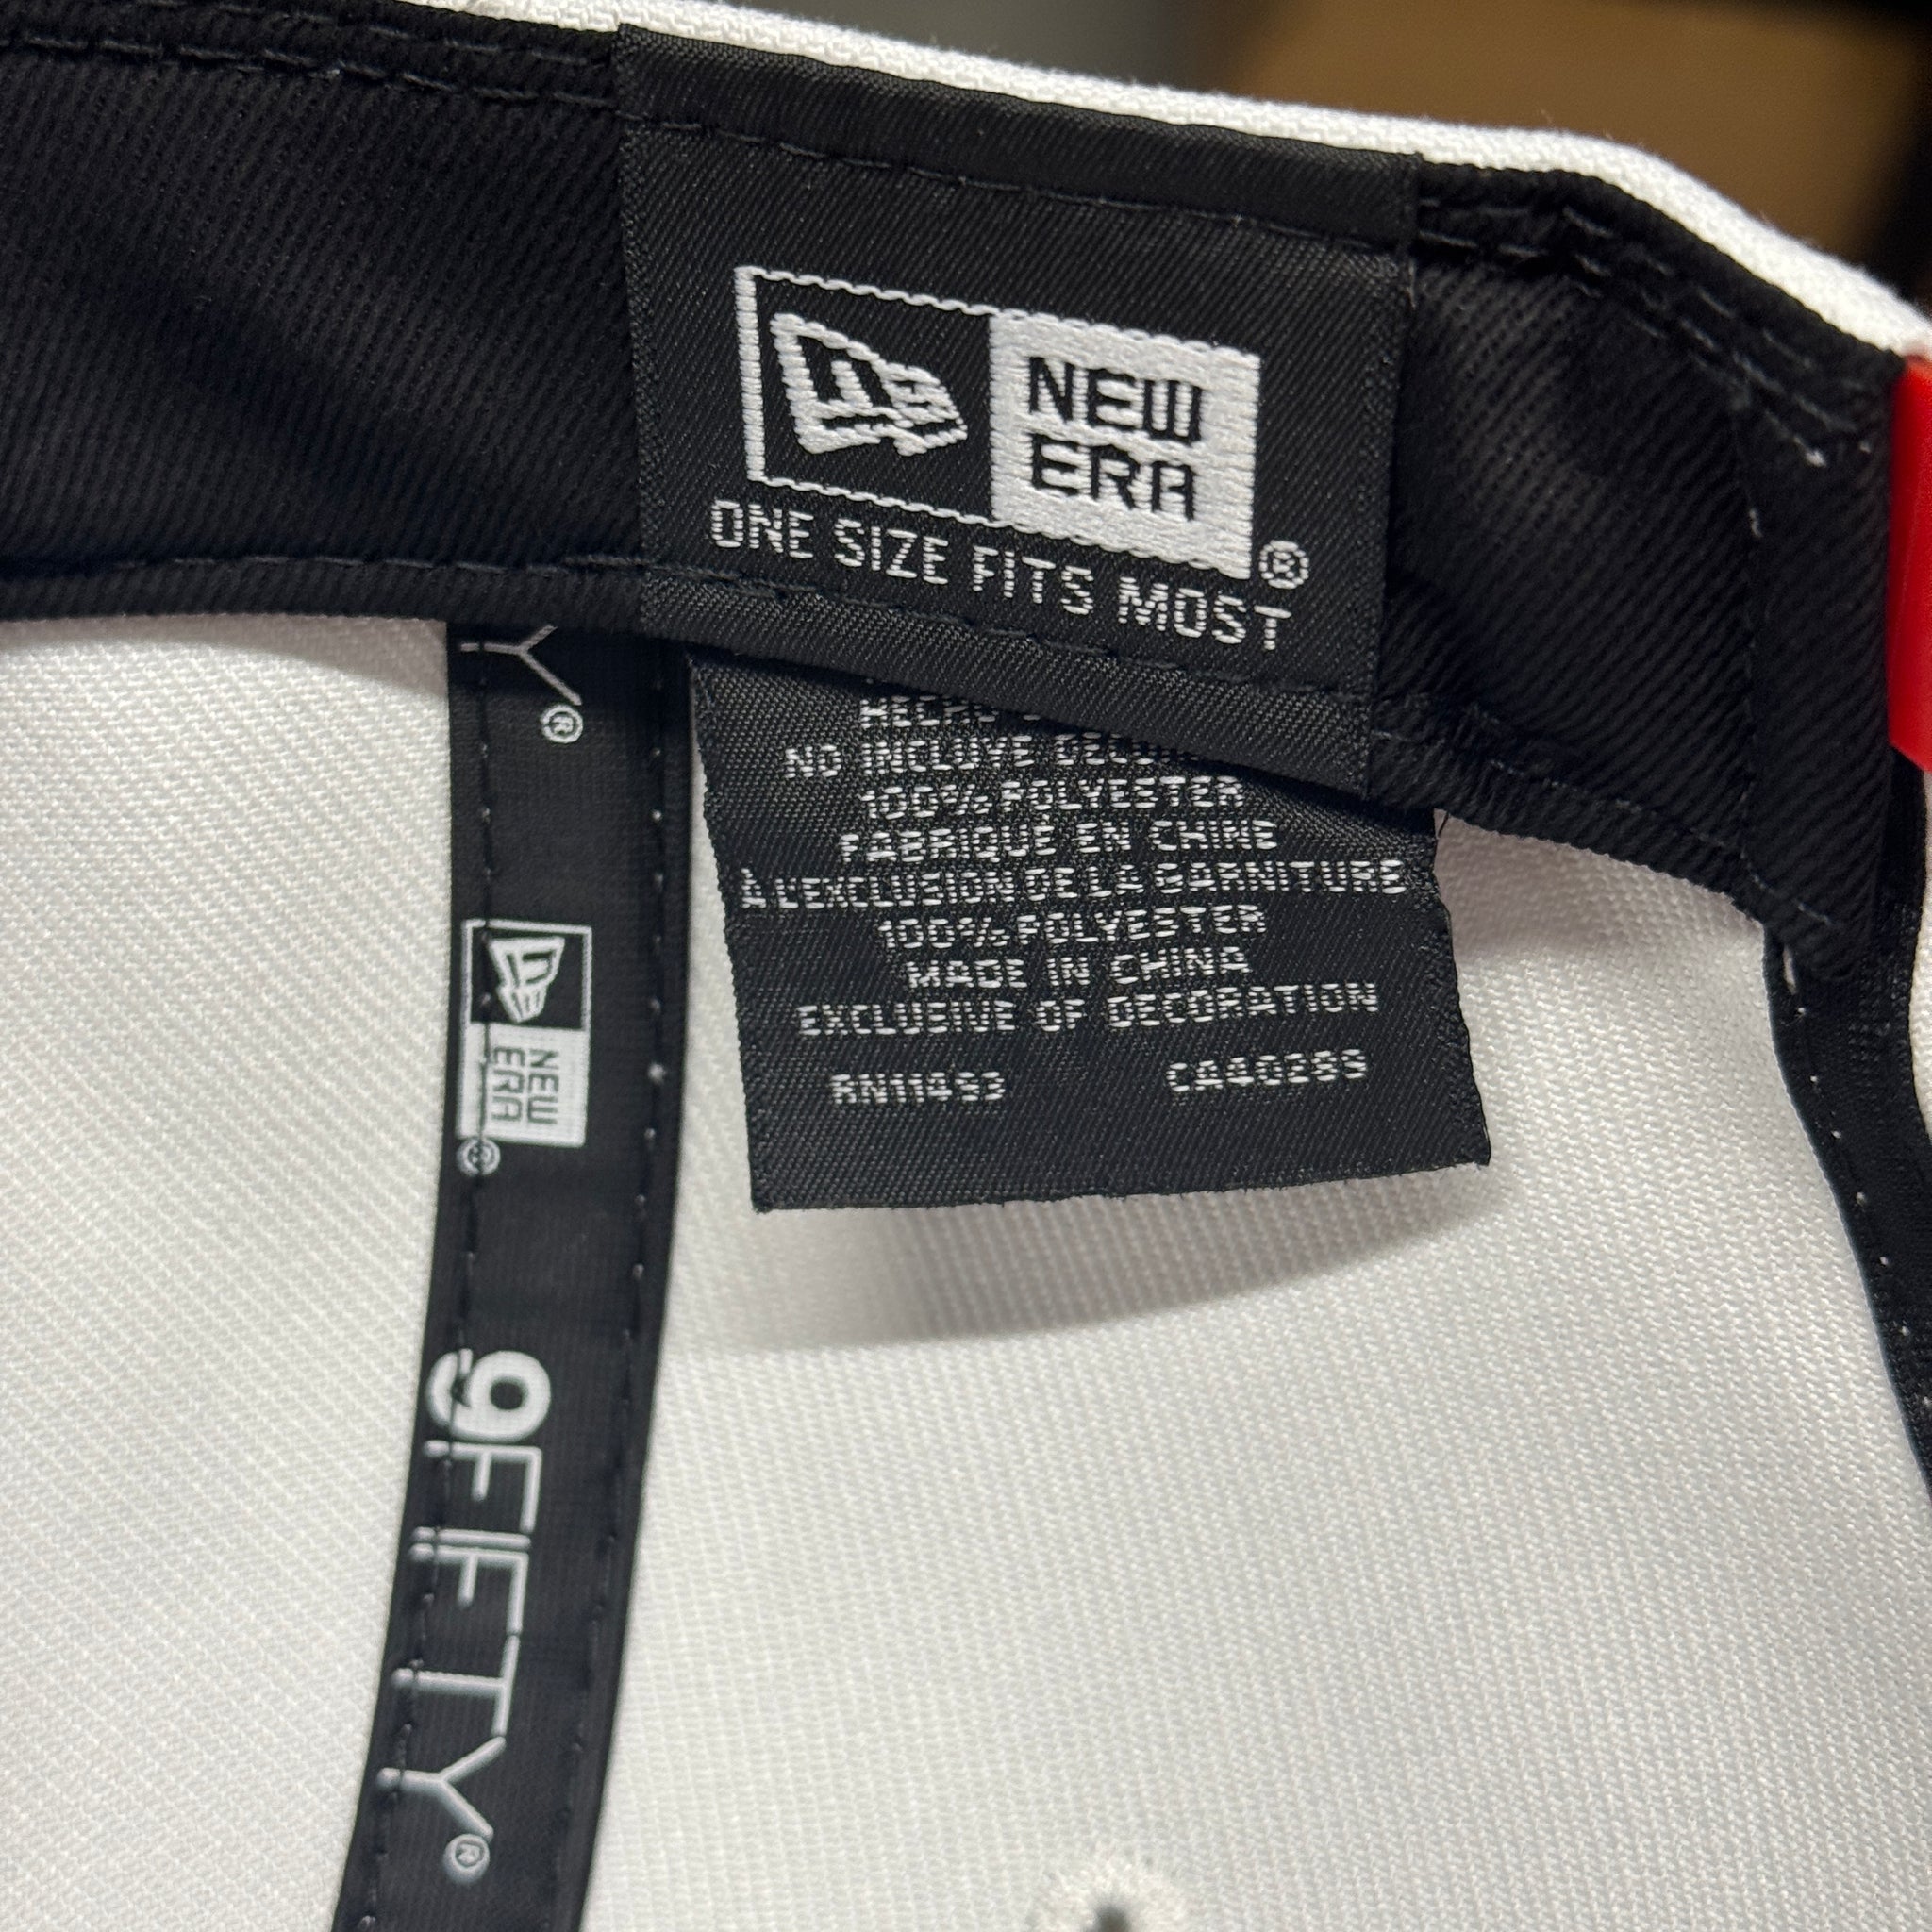 NEW
ERA®
ONE SIZE FITS MOST
NO INCLUYE
100% POLYESTER
FABRIQUÉ EN CHINE
À L'EXCLUSION DE LA GARNITURE
100% POLYESTER
MADE IN CHINA
EXCLUSIVE OF DECORATION
RN11493 CA40289
Y®
NEW
ERA®
9FIFTY®